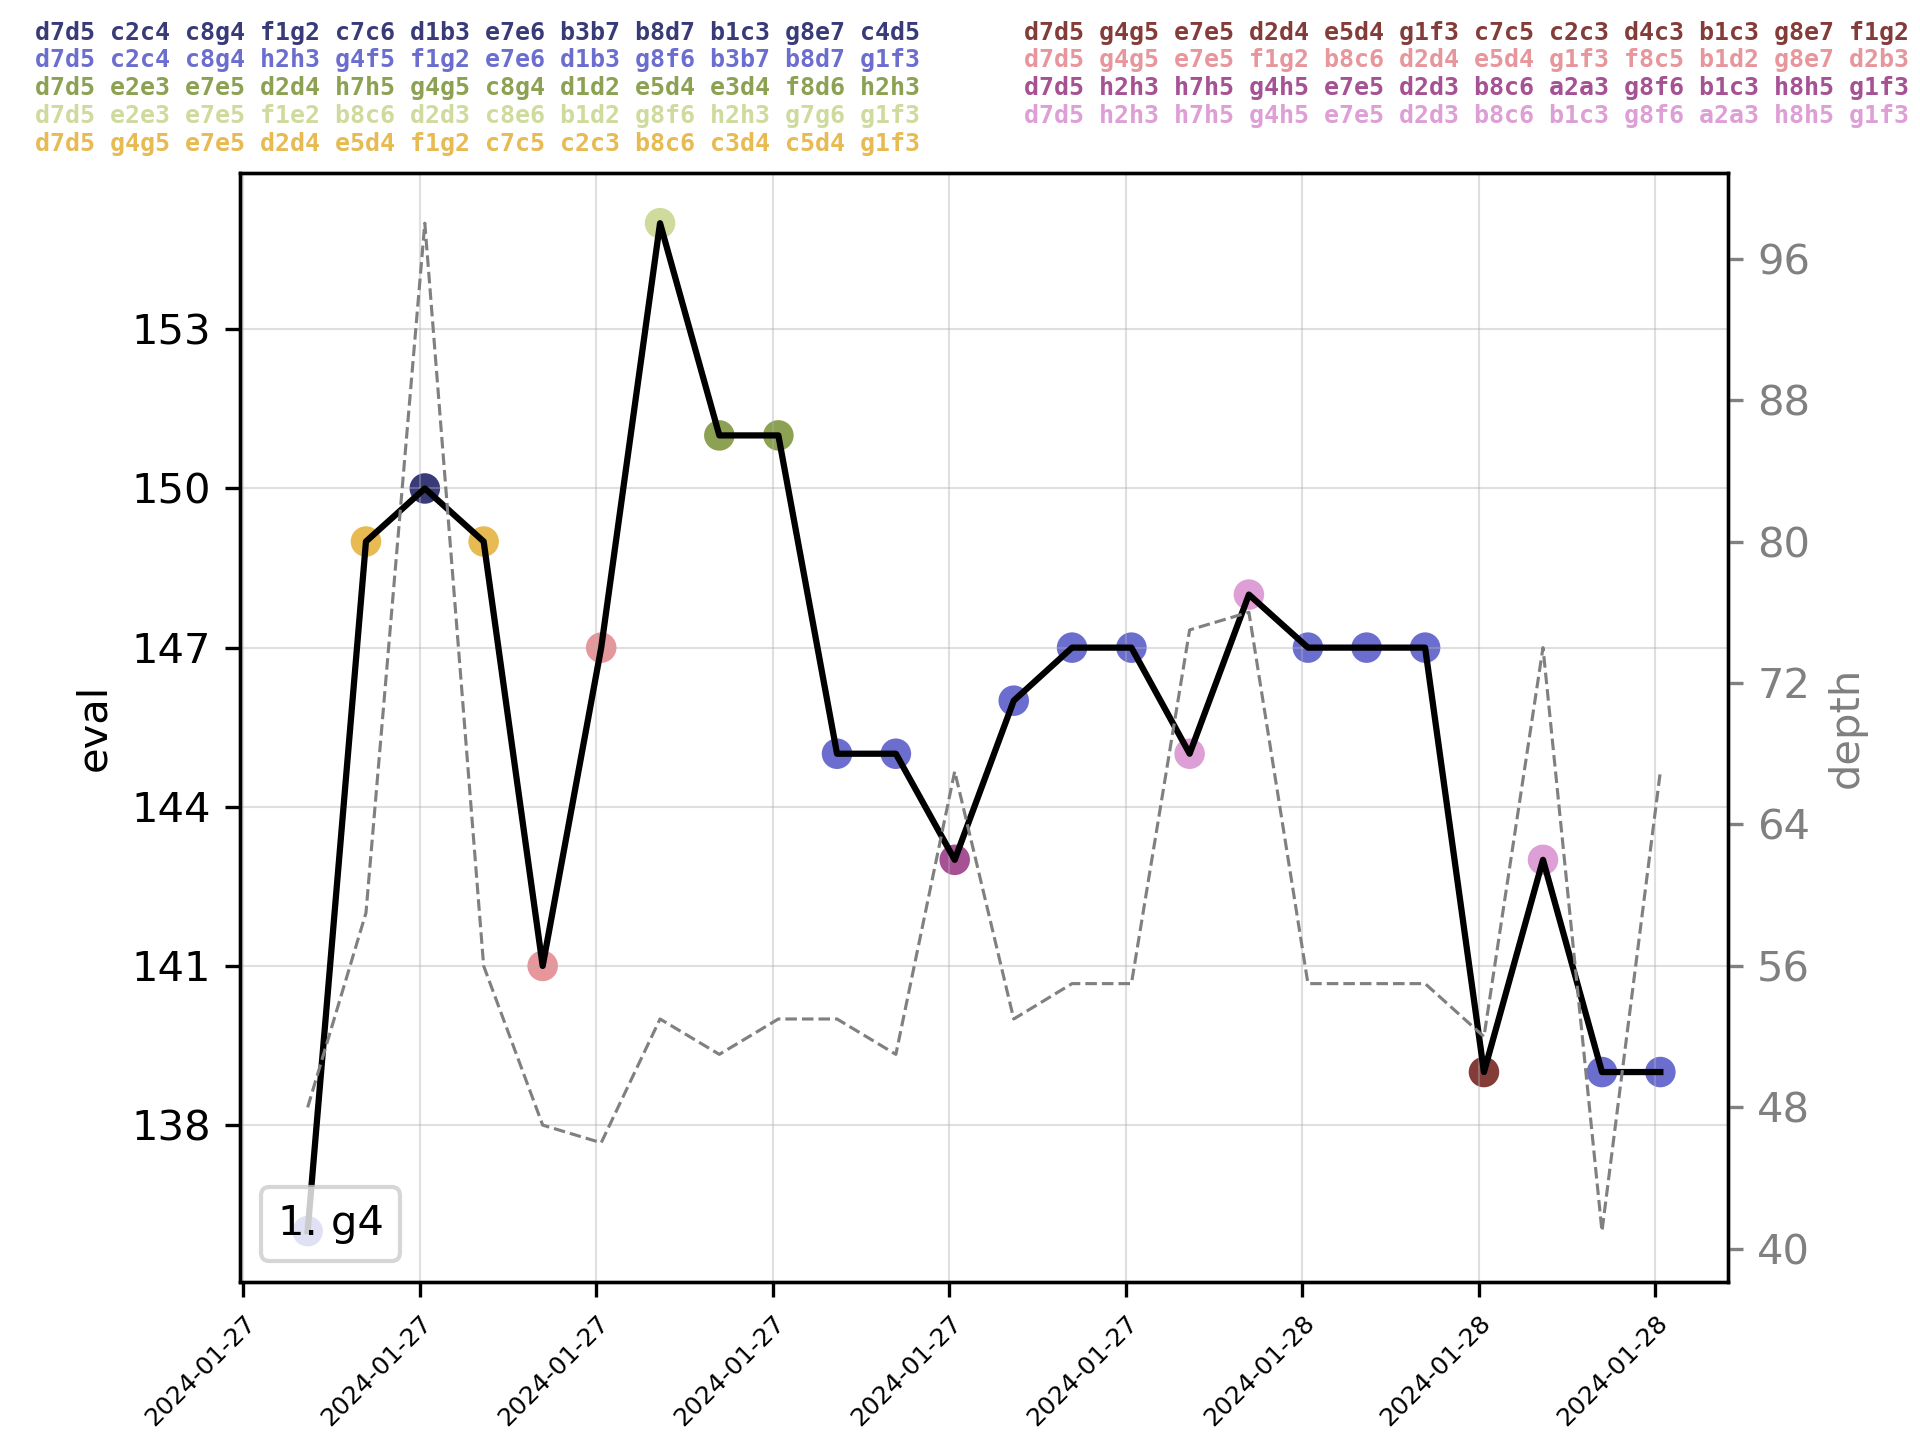 d7d5 c2c4 c8g4 f1g2 c7c6 d1b3 e7e6 b3b7 b8d7 b1c3 g8e7 c4d5
d7d5 c2c4 c8g4 h2h3 g4f5 f1g2 e7e6 d1b3 g8f6 b3b7 b8d7 g1f3
d7d5 e2e3 e7e5 d2d4 h7h5 g4g5 c8g4 d1d2 e5d4 e3d4 f8d6 h2h3
d7d5 e2e3 e7e5 f1e2 b8c6 d2d3 c8e6 b1d2 g8f6 h2h3 g7g6 g1f3
d7d5 g4g5 e7e5 d2d4 e5d4 f1g2 c7c5 c2c3 b8c6 c3d4 c5d4 g1f3
d7d5 g4g5 e7e5 d2d4 e5d4 g1f3 c7c5 c2c3 d4c3 b1c3 g8e7 f1g2
d7d5 g4g5 e7e5 f1g2 b8c6 d2d4 e5d4 g1f3 f8c5 b1d2 g8e7 d2b3
d7d5 h2h3 h7h5 g4h5 e7e5 d2d3 b8c6 a2a3 g8f6 b1c3 h8h5 g1f3
d7d5 h2h3 h7h5 g4h5 e7e5 d2d3 b8c6 b1c3 g8f6 a2a3 h8h5 g1f3
153
150
147
144
141
138
eval
96
88
80
72
64
56
48
40
depth
1. g4
2024-01-27
2024-01-27
2024-01-27
2024-01-27
2024-01-27
2024-01-27
2024-01-28
2024-01-28
2024-01-28